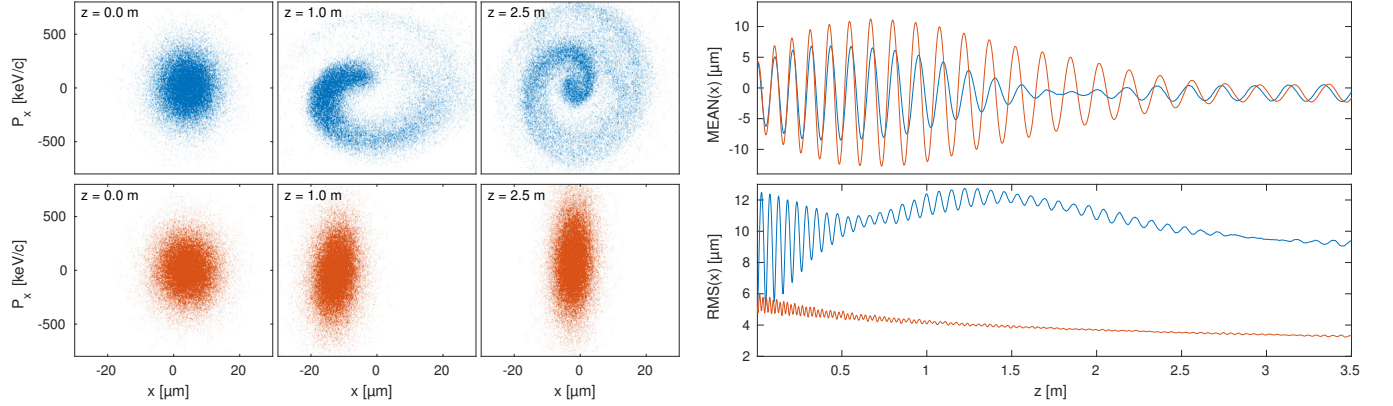 z = 0.0 m
z = 1.0 m
z = 2.5 m
500
0
-500
P_x [keV/c]
z = 0.0 m
z = 1.0 m
z = 2.5 m
500
0
-500
P_x [keV/c]
-20 0 20
-20 0 20
-20 0 20
x [μm]
x [μm]
x [μm]
10
5
0
-5
-10
MEAN(x) [μm]
12
10
8
6
4
2
RMS(x) [μm]
0.5 1 1.5 2 2.5 3 3.5
z [m]